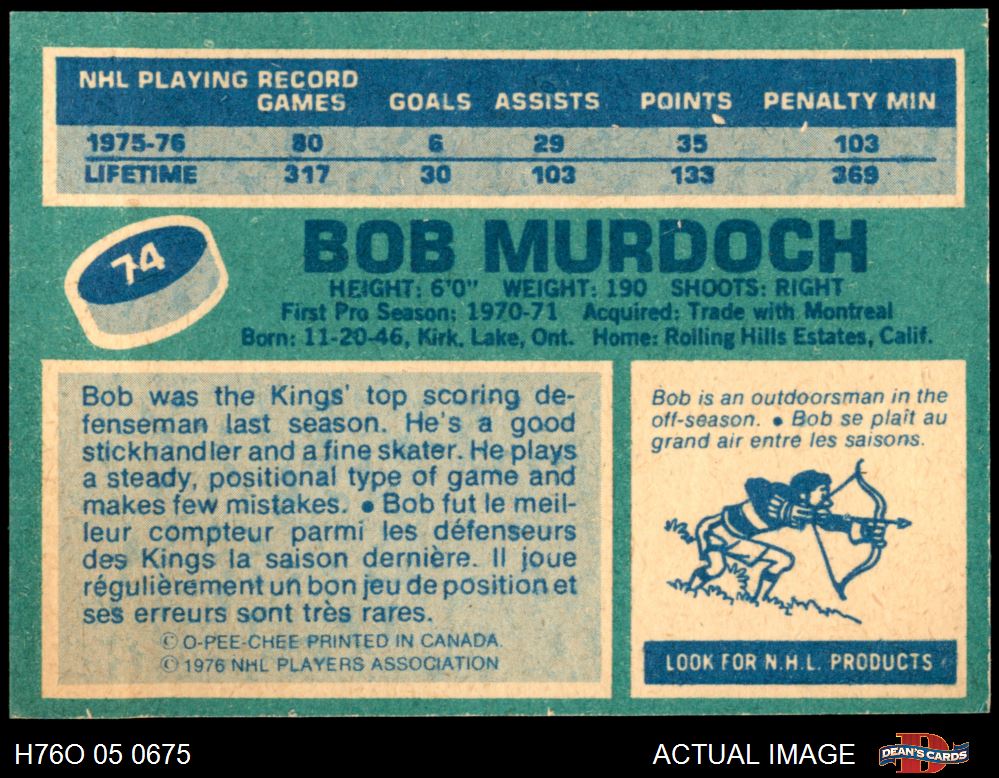 NHL PLAYING RECORD
GAMES GOALS ASSISTS POINTS PENALTY MIN
1975-76 80 6 29 35 103
LIFETIME 317 30 103 133 369
74
BOB MURDOCH
HEIGHT: 6'0" WEIGHT: 190 SHOOTS: RIGHT
First Pro Season: 1970-71 Acquired: Trade with Montreal
Born: 11-20-46, Kirk. Lake, Ont. Home: Rolling Hills Estates, Calif.
Bob was the Kings' top scoring de-
fenseman last season. He's a good
stickhandler and a fine skater. He plays
a steady, positional type of game and
makes few mistakes. ● Bob fut le meil-
leur compteur parmi les défenseurs
des Kings la saison dernière. Il joue
régulièrement un bon jeu de position et
ses erreurs sont très rares.
© O-PEE-CHEE PRINTED IN CANADA.
© 1976 NHL PLAYERS ASSOCIATION
Bob is an outdoorsman in the
off-season. ● Bob se plaît au
grand air entre les saisons.
LOOK FOR N.H.L. PRODUCTS
H76O 05 0675
ACTUAL IMAGE
D
DEAN'S CARDS